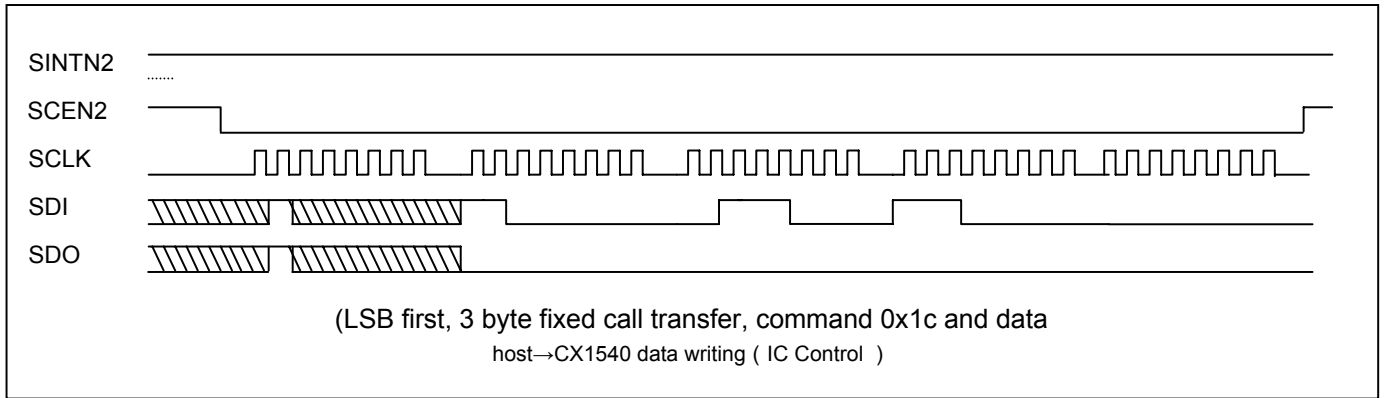 SINTN2
SCEN2
SCLK
SDI
SDO
(LSB first, 3 byte fixed call transfer, command 0x1c and data
host→CX1540 data writing ( IC Control )